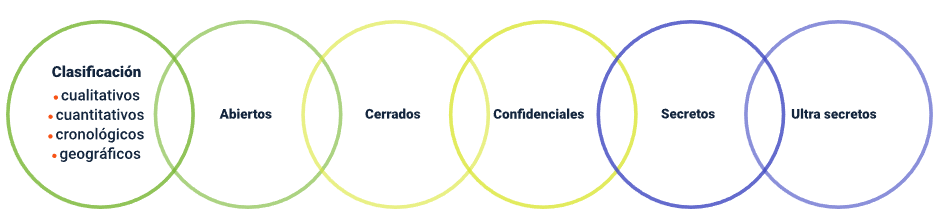 Clasificación
• cualitativos
• cuantitativos
• cronológicos
• geográficos
Abiertos
Cerrados
Confidenciales
Secretos
Ultra secretos